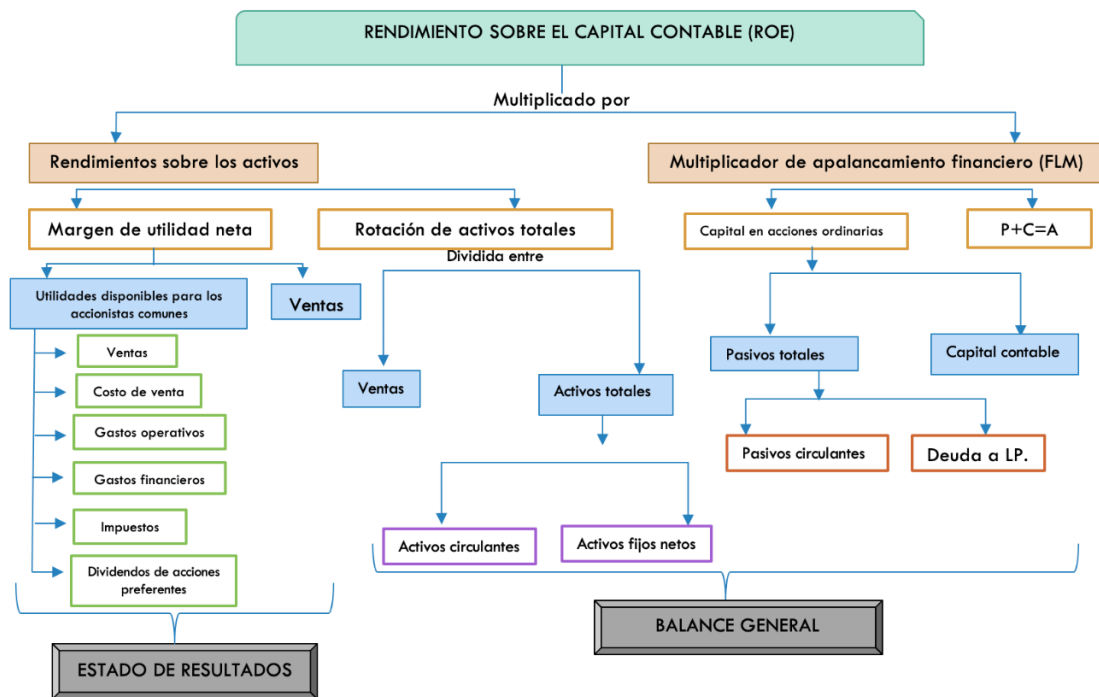 RENDIMIENTO SOBRE EL CAPITAL CONTABLE (ROE)
Multiplicado por
Rendimientos sobre los activos
Multiplicador de apalancamiento financiero (FLM)
Margen de utilidad neta
Rotación de activos totales
Capital en acciones ordinarias
P+C=A
Dividida entre
Utilidades disponibles para los
accionistas comunes
Ventas
Ventas
Activos totales
Pasivos totales
Capital contable
Ventas
Costo de venta
Gastos operativos
Gastos financieros
Impuestos
Dividendos de acciones
preferentes
Pasivos circulantes
Deuda a LP.
Activos circulantes
Activos fijos netos
ESTADO DE RESULTADOS
BALANCE GENERAL